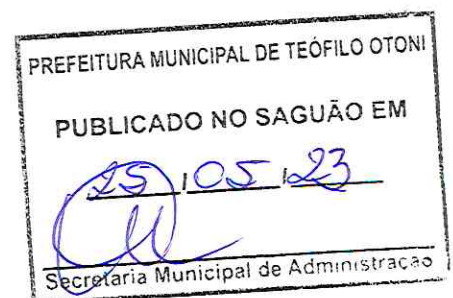 PREFEITURA MUNICIPAL DE TEÓFILO OTONI
PUBLICADO NO SAGUÃO EM
25 / 05 / 23
Secretaria Municipal de Administração